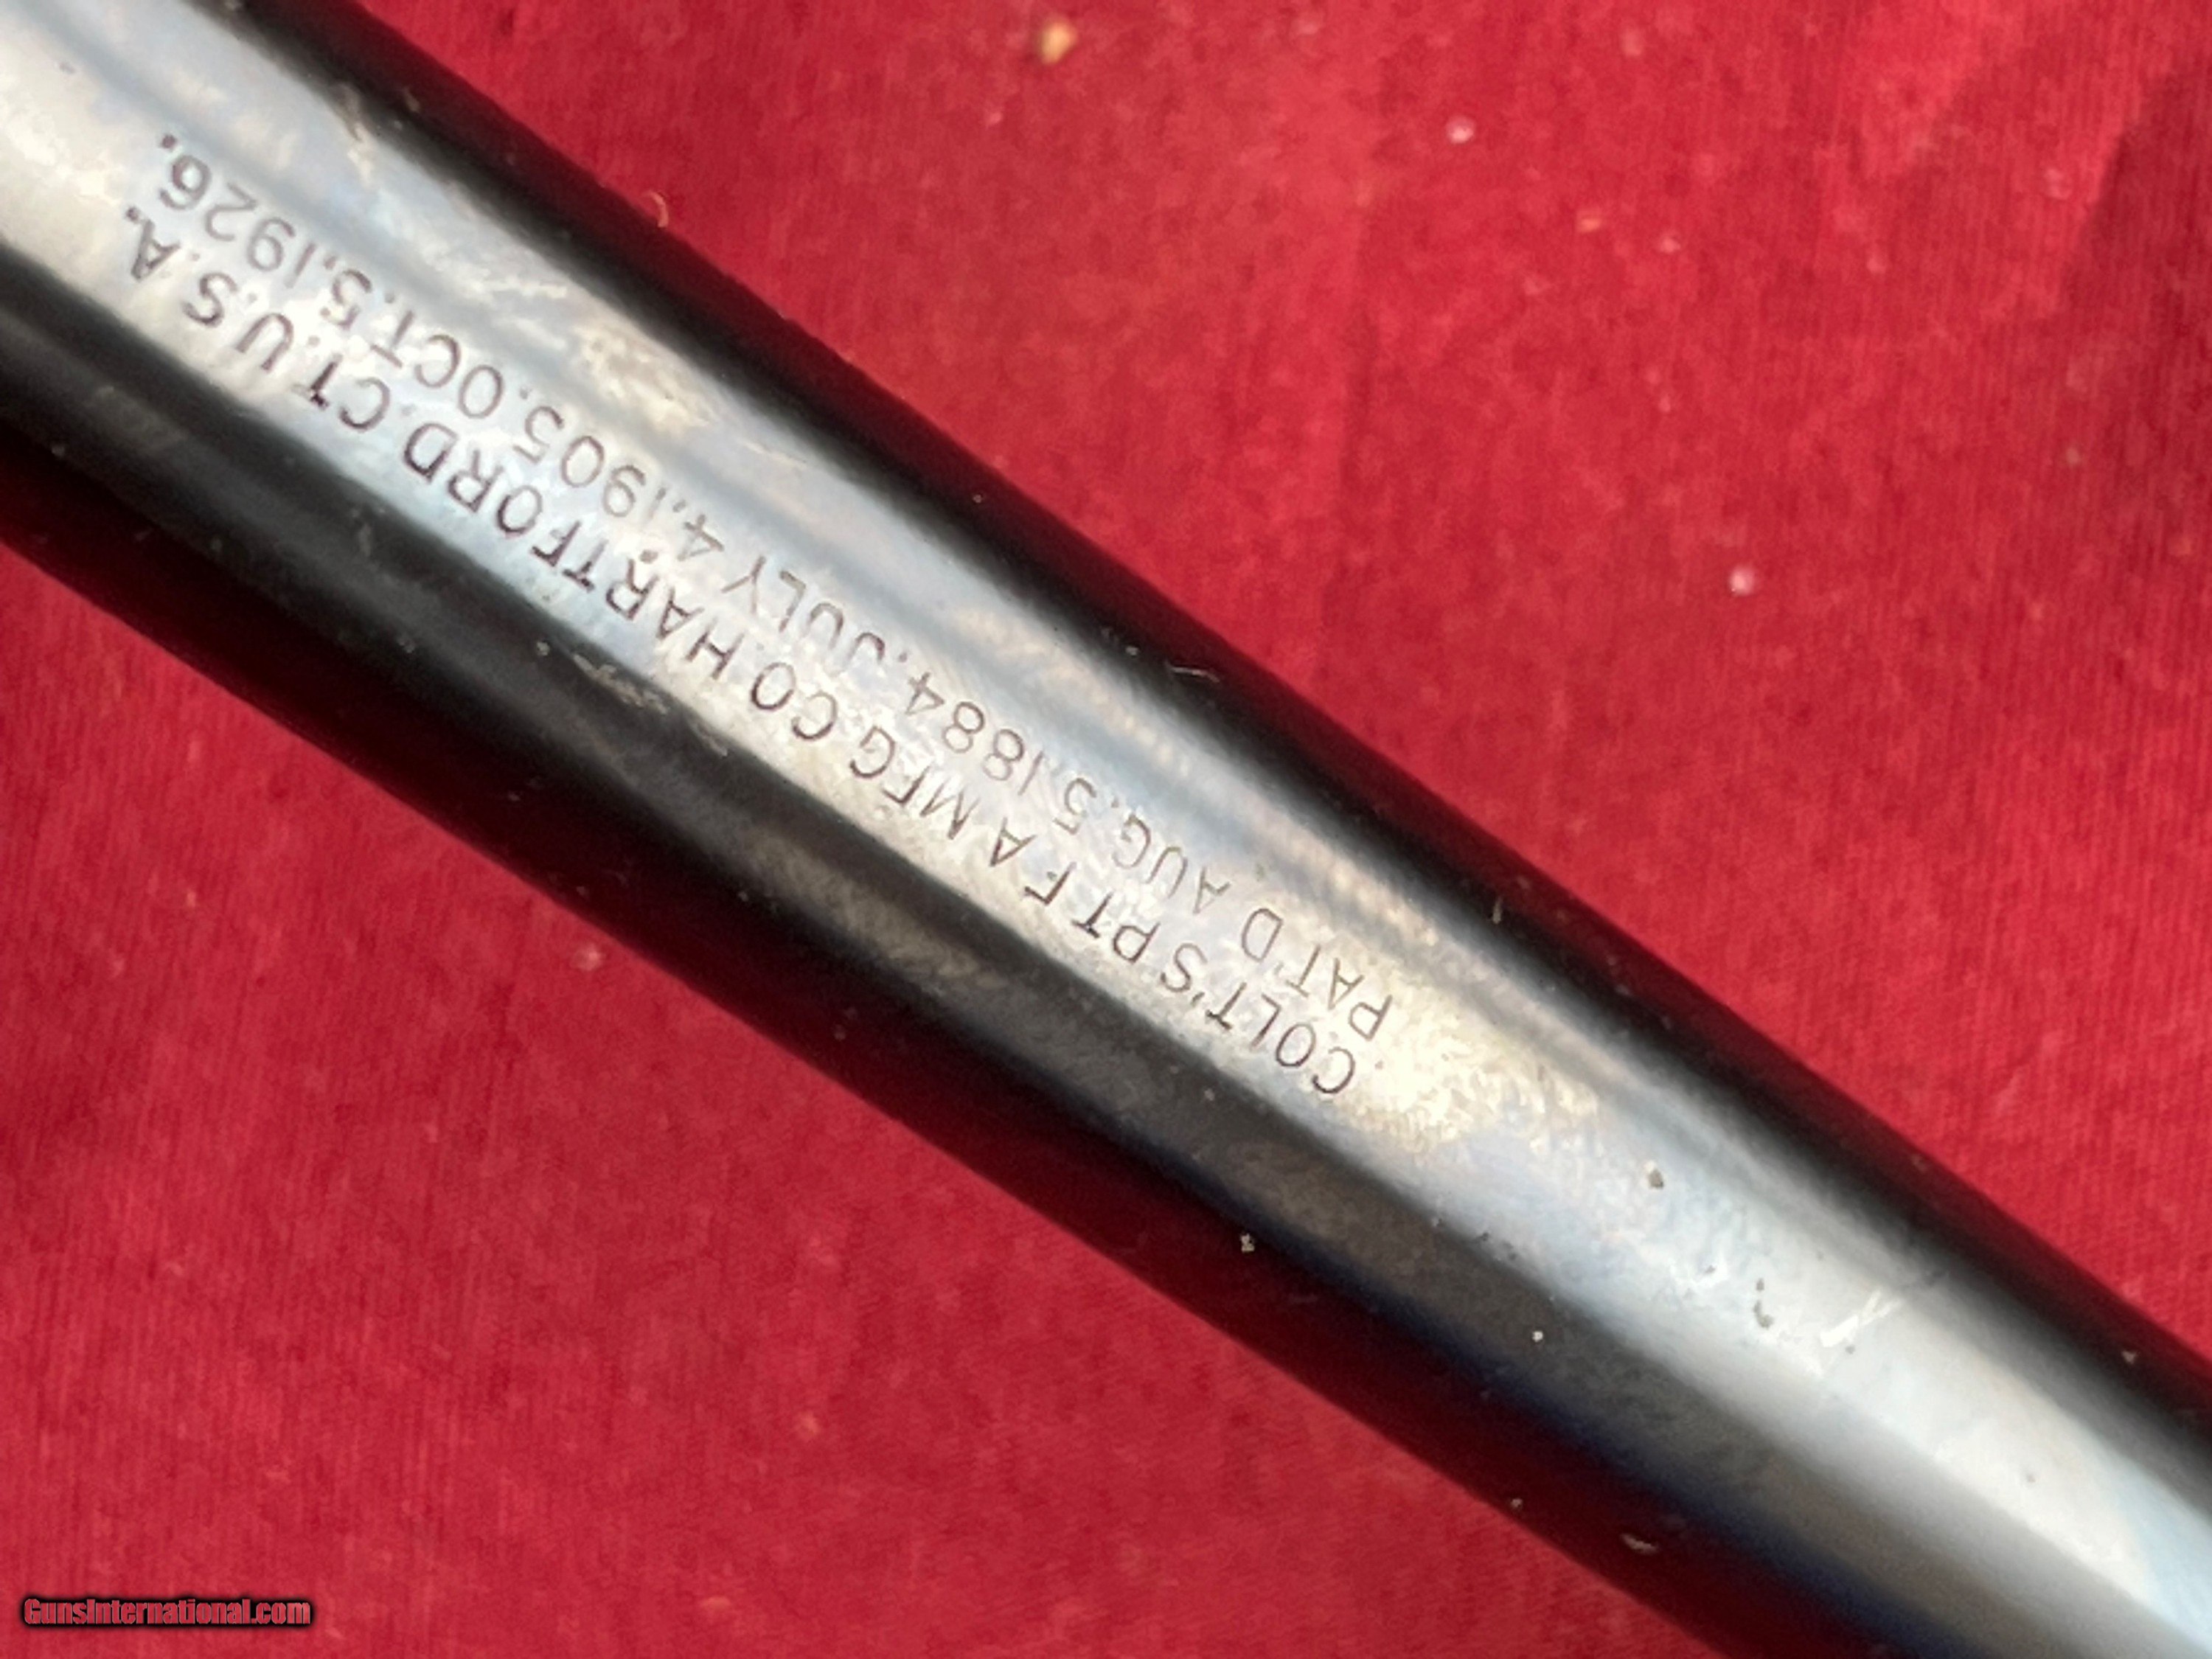 COLT'S PT F A MFG CO HARTFORD.CT.U.S.A.
PAT'D AUG.5.1884.JULY 4,1905.OCT.5,1926.
GunsInternational.com